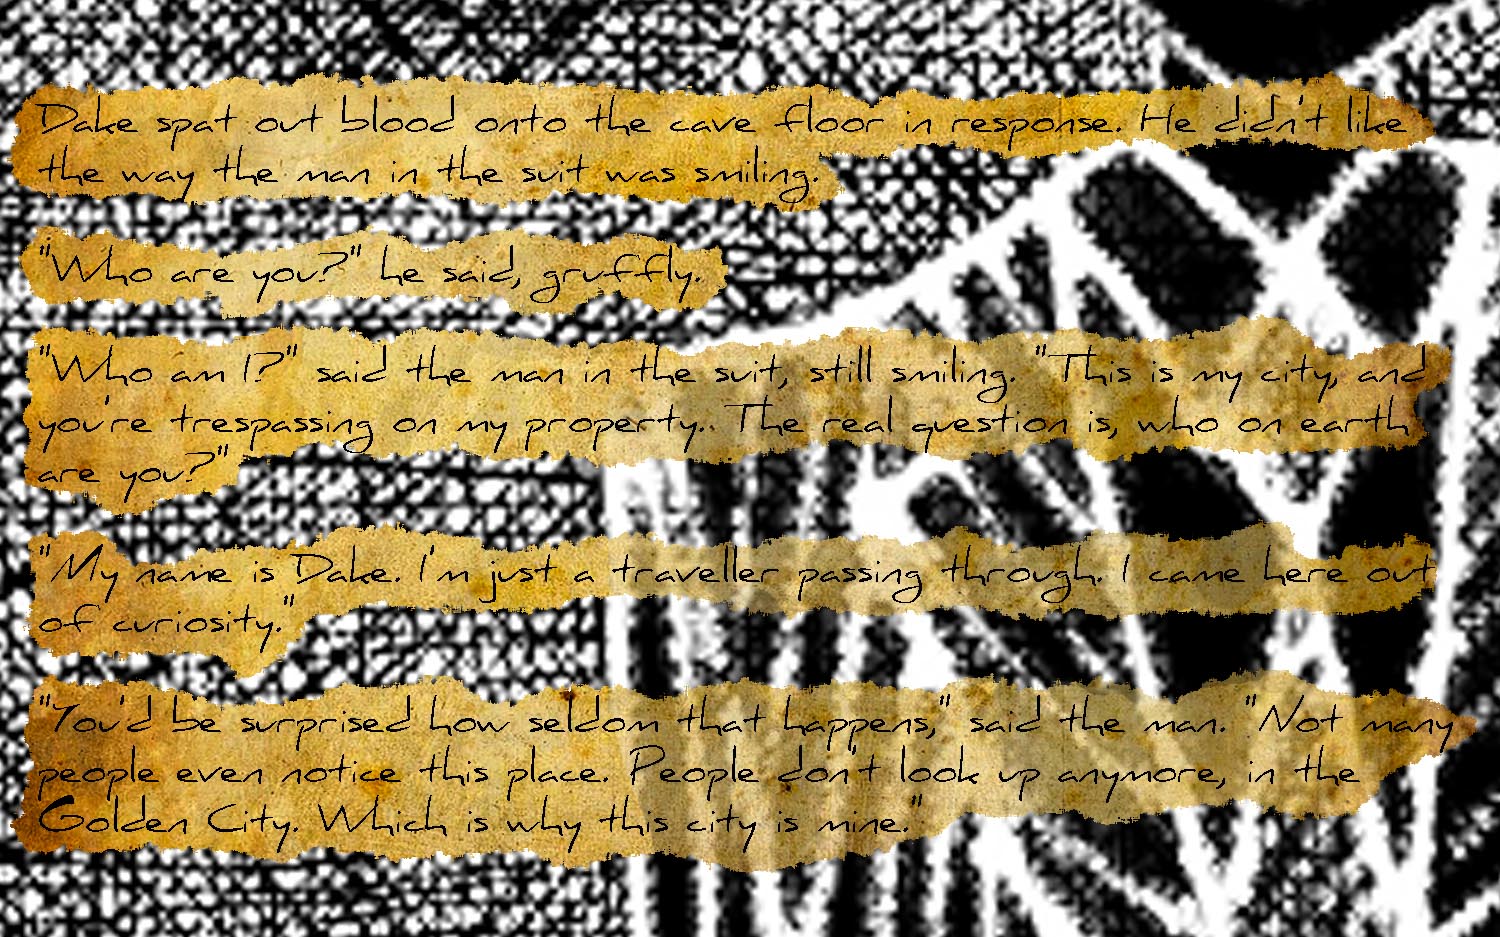 Dake spat out blood onto the cave floor in response. He didn't like
the way the man in the suit was smiling.
"Who are you?" he said, gruffly.
"Who am I?" said the man in the suit, still smiling. "This is my city, and
you're trespassing on my property.. The real question is, who on earth
are you?"
"My name is Dake. I'm just a traveller passing through. I came here out
of curiosity."
"You'd be surprised how seldom that happens," said the man. "Not many
people even notice this place. People don't look up anymore, in the
Golden City. Which is why this city is mine."